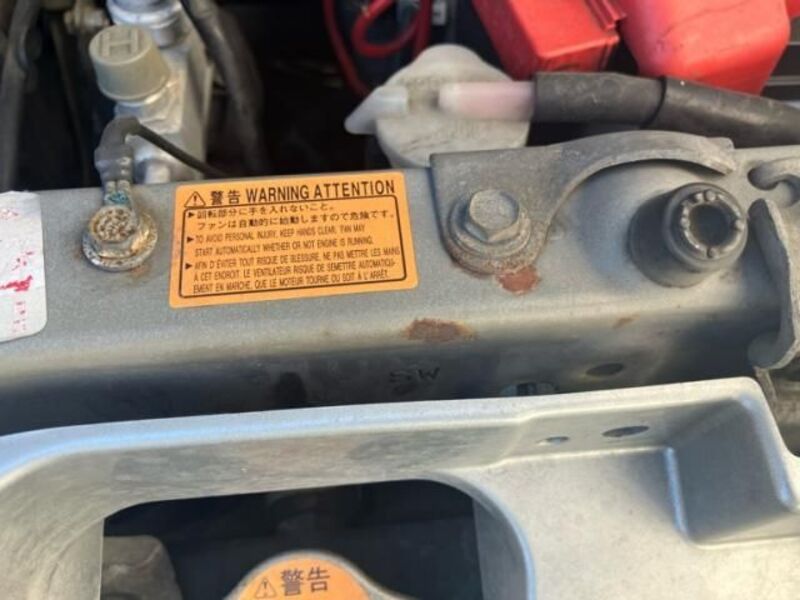 H
警告 WARNING ATTENTION
▶回転部分に手を入れないこと。
ファンは自動的に始動しますので危険です。
▶TO AVOID PERSONAL INJURY, KEEP HANDS CLEAR, FAN MAY
START AUTOMATICALLY WHETHER OR NOT ENGINE IS RUNNING.
▶AFIN D'ÉVITER TOUT RISQUE DE BLESSURE, NE PAS METTRE LES MAINS
À CET ENDROIT. LE VENTILATEUR RISQUE DE SEMETTRE AUTOMATIQU-
EMENT EN MARCHE, QUE LE MOTEUR TOURNE OU SOIT À L'ARRÊT.
警告